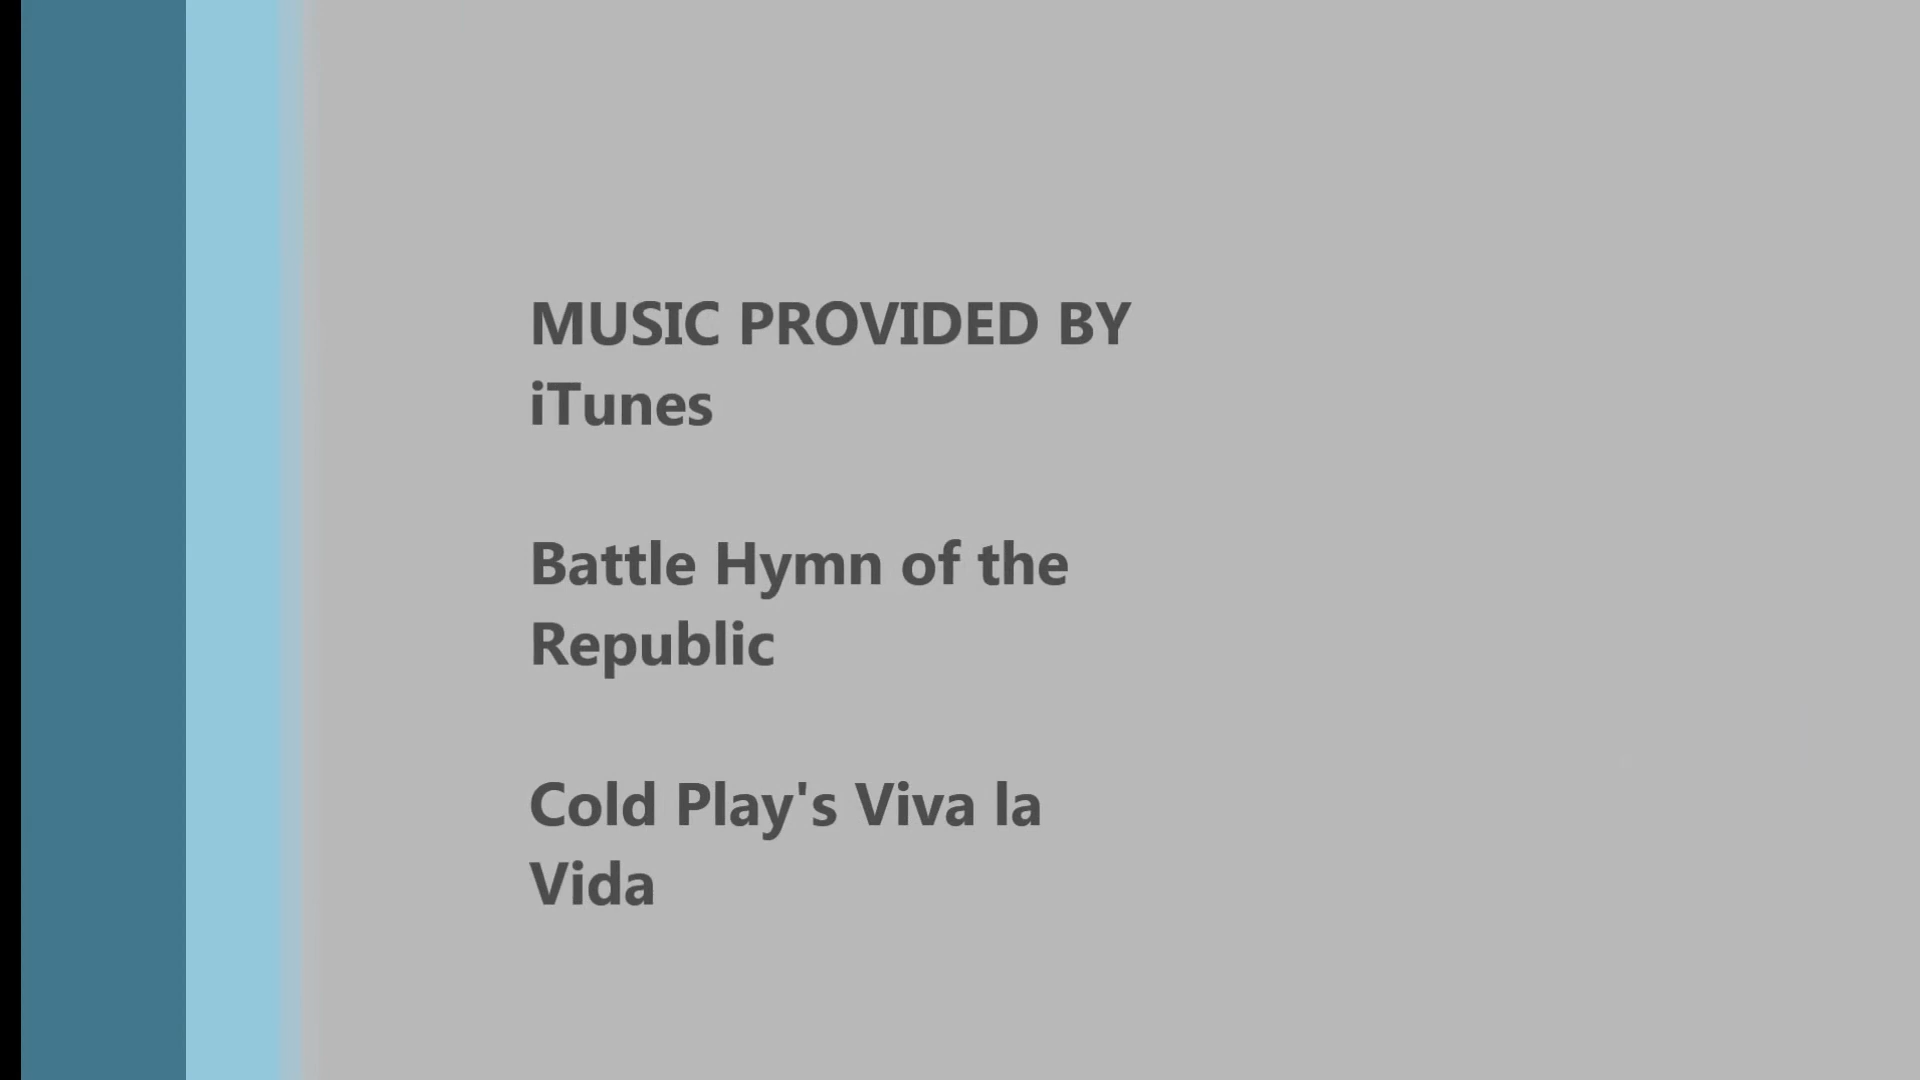 MUSIC PROVIDED BY
iTunes
Battle Hymn of the
Republic
Cold Play's Viva la
Vida